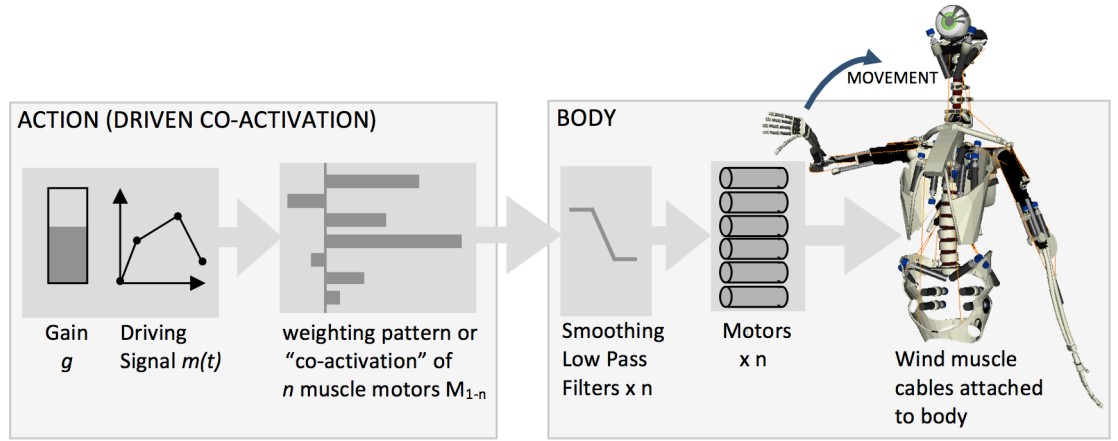 MOVEMENT
ACTION (DRIVEN CO-ACTIVATION)
BODY
Gain
g
Driving
Signal m(t)
weighting pattern or
“co-activation” of
n muscle motors M1-n
Smoothing
Low Pass
Filters x n
Motors
x n
Wind muscle
cables attached
to body